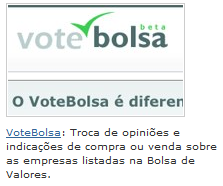 beta
vote bolsa
O VoteBolsa é diferen
VoteBolsa: Troca de opiniões e
indicações de compra ou venda sobre
as empresas listadas na Bolsa de
Valores.